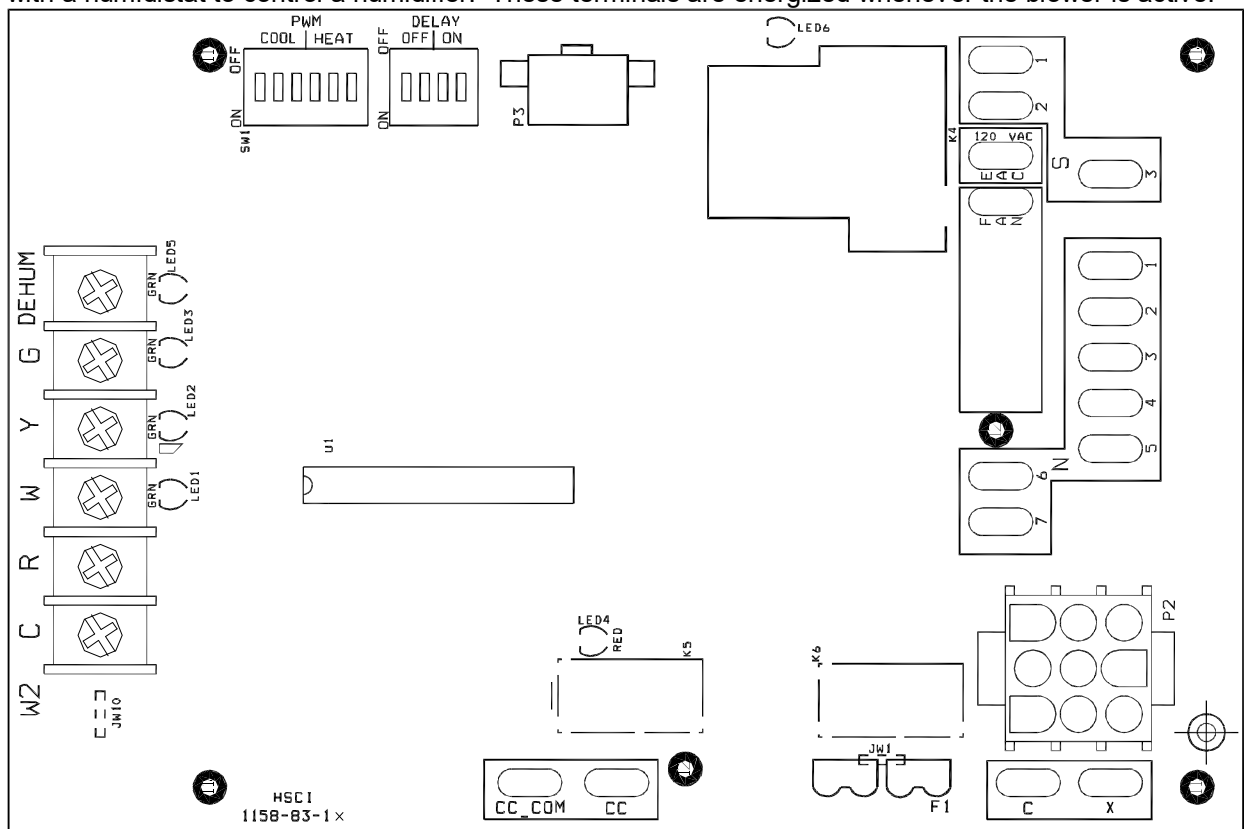 with a humidistat to control a humidifier. These terminals are energized whenever the blower is active.
PWM
COOL | HEAT
OFF
ON
SW1
DELAY
OFF | ON
OFF
ON
P3
LED6
K4
1
2
S
3
120 VAC
EAC
FAN
1
2
3
4
5
N
6
7
DEHUM
GRN
LED5
G
GRN
LED3
Y
GRN
LED2
W
GRN
LED1
R
C
W2
JW10
U1
LED4
RED
K5
K6
P2
JW1
F1
CC_COM
CC
C
X
HSCI
1158-83-1x